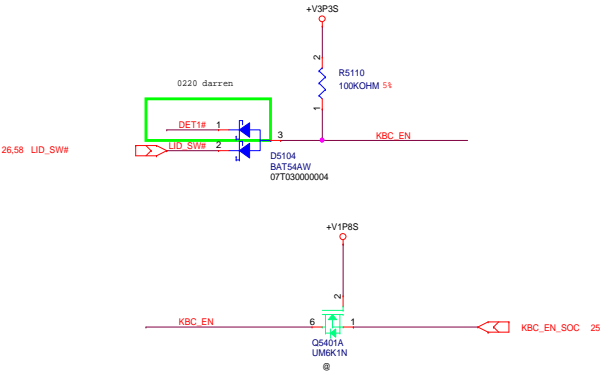 +V3P3S
2
R5110
100KOHM 5%
1
0220 darren
DET1# 1
3
KBC_EN
26,58 LID_SW#
LID_SW# 2
D5104
BAT54AW
07T030000004
+V1P8S
2
KBC_EN
6
1
KBC_EN_SOC 25
Q5401A
UM6K1N
@